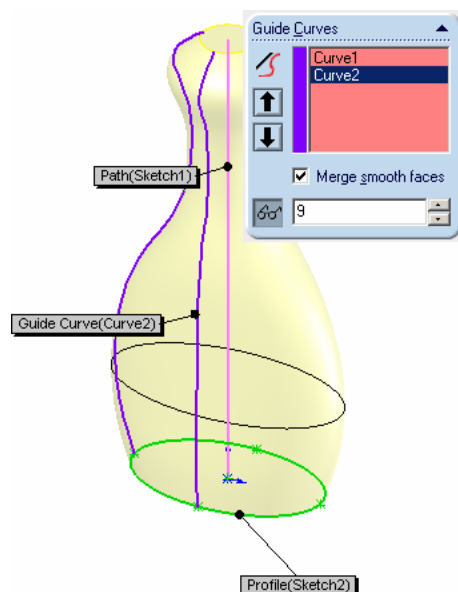 Guide Curves
Curve1
Curve2
Merge smooth faces
9
Path(Sketch1)
Guide Curve(Curve2)
Profile(Sketch2)